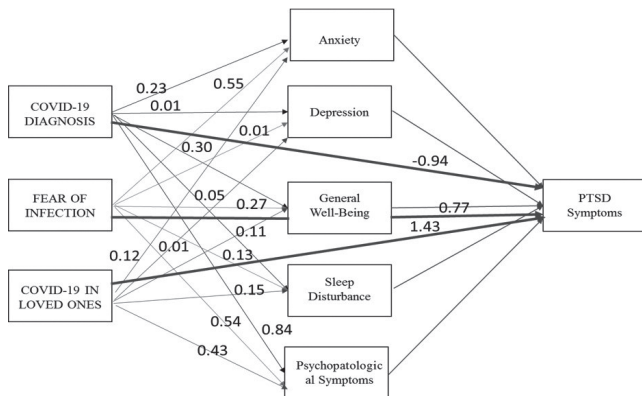 Anxiety
0.55
0.23
COVID-19
DIAGNOSIS
0.01
Depression
0.01
0.30
-0.94
FEAR OF
INFECTION
0.05
0.27
General
Well-Being
0.77
PTSD
Symptoms
0.11
1.43
0.12
0.01
0.13
COVID-19 IN
LOVED ONES
0.15
Sleep
Disturbance
0.54
0.84
0.43
Psychopatologic
al Symptoms